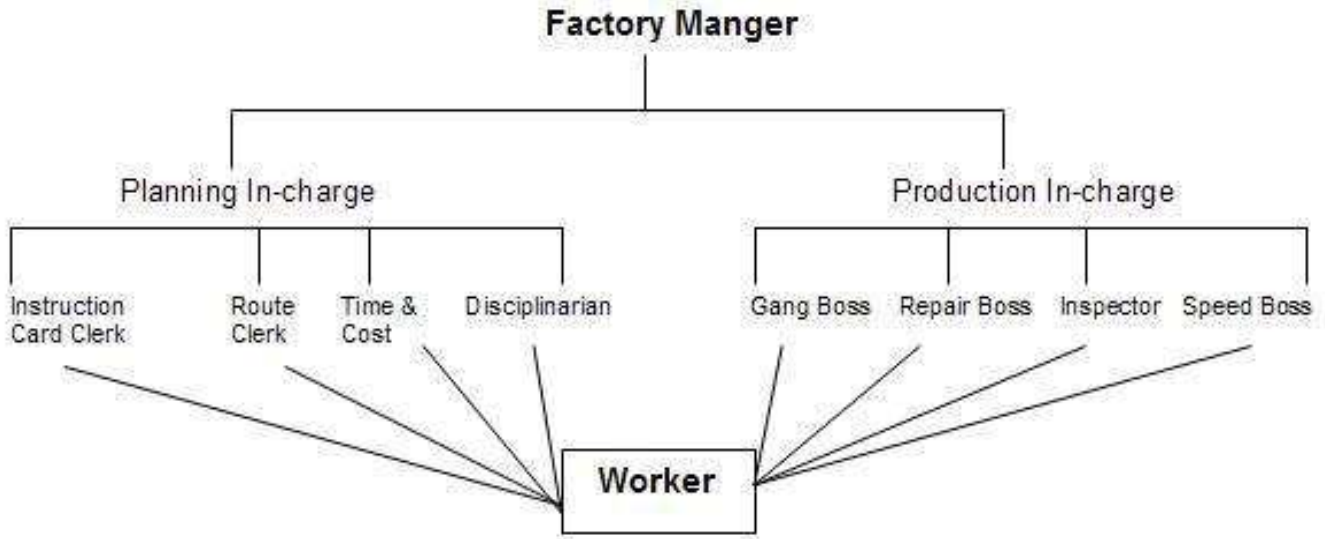 Factory Manger
Planning In-charge
Production In-charge
Instruction
Card Clerk
Route
Clerk
Time &
Cost
Disciplinarian
Gang Boss
Repair Boss
Inspector
Speed Boss
Worker